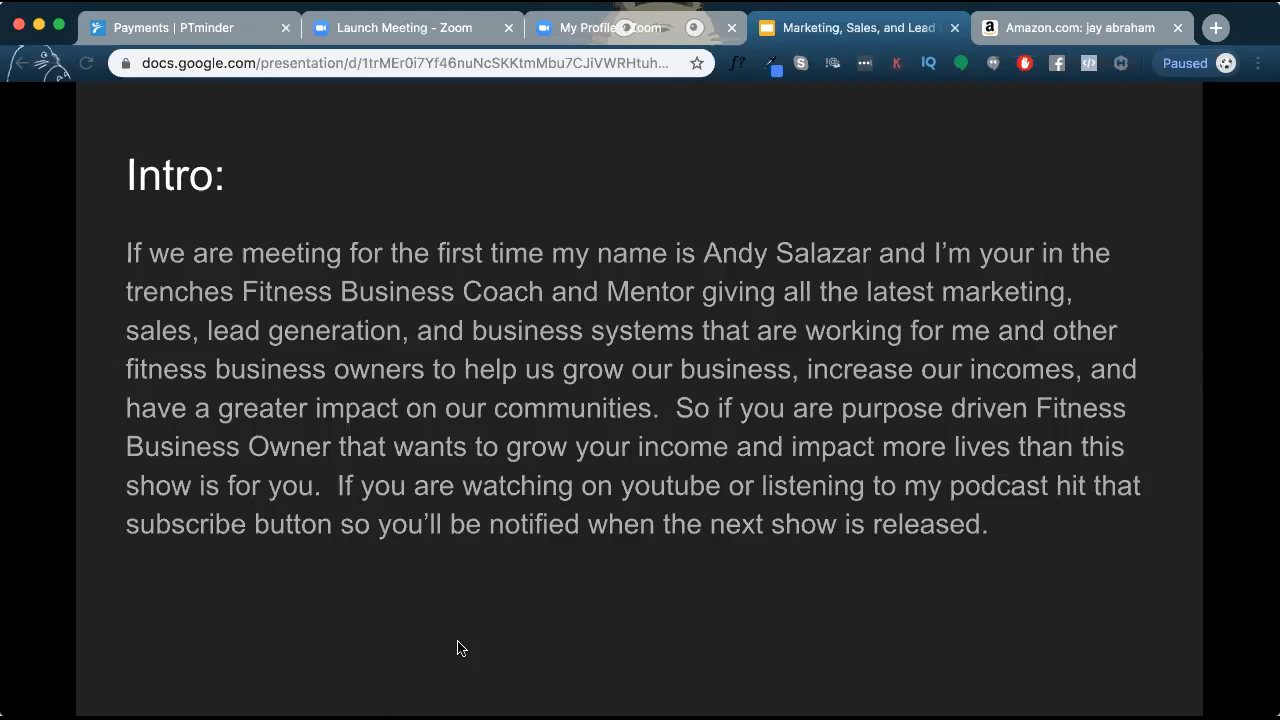 Payments | PTminder
Launch Meeting - Zoom
My Profile - Zoom
Marketing, Sales, and Lead
Amazon.com: jay abraham
docs.google.com/presentation/d/1trMEr0i7Yf46nuNcSKKtmMbu7CJiVWRHtuh...
Paused
Intro:
If we are meeting for the first time my name is Andy Salazar and I’m your in the
trenches Fitness Business Coach and Mentor giving all the latest marketing,
sales, lead generation, and business systems that are working for me and other
fitness business owners to help us grow our business, increase our incomes, and
have a greater impact on our communities.  So if you are purpose driven Fitness
Business Owner that wants to grow your income and impact more lives than this
show is for you.  If you are watching on youtube or listening to my podcast hit that
subscribe button so you’ll be notified when the next show is released.